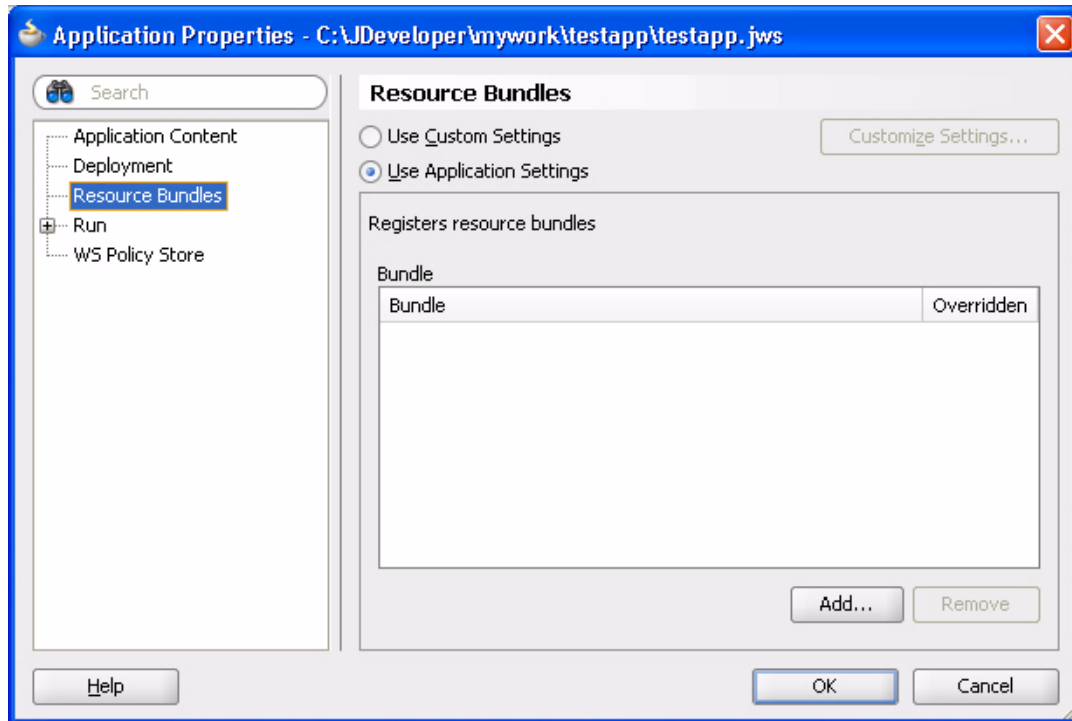 Application Properties - C:\JDeveloper\mywork\testapp\testapp.jws
Search
Application Content
Deployment
Resource Bundles
Run
WS Policy Store
Resource Bundles
Use Custom Settings
Customize Settings...
Use Application Settings
Registers resource bundles
Bundle
Bundle Overridden
Add... Remove
Help OK Cancel